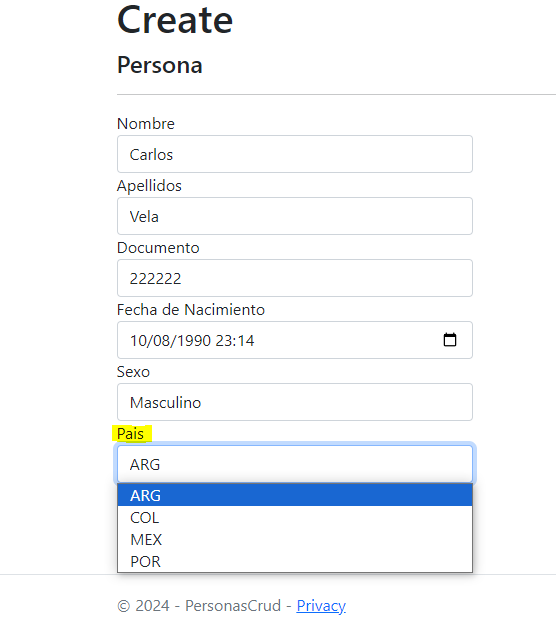 Create
Persona
Nombre
Carlos
Apellidos
Vela
Documento
222222
Fecha de Nacimiento
10/08/1990 23:14
Sexo
Masculino
Pais
ARG
ARG
COL
MEX
POR
© 2024 - PersonasCrud - Privacy